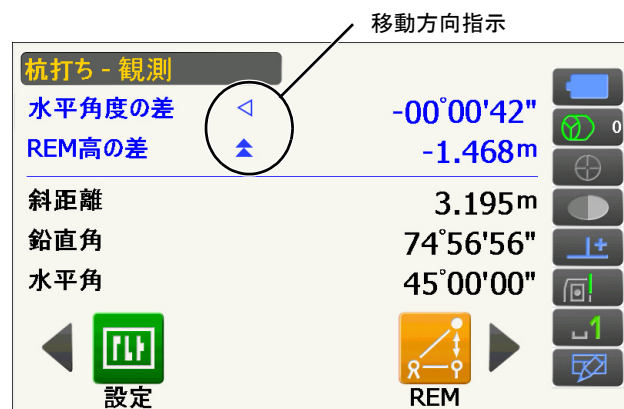 移動方向指示
杭打ち - 観測
水平角度の差 ◁ -00°00'42"
REM高の差 -1.468m
斜距離 3.195m
鉛直角 74°56'56"
水平角 45°00'00"
0
1
設定
REM